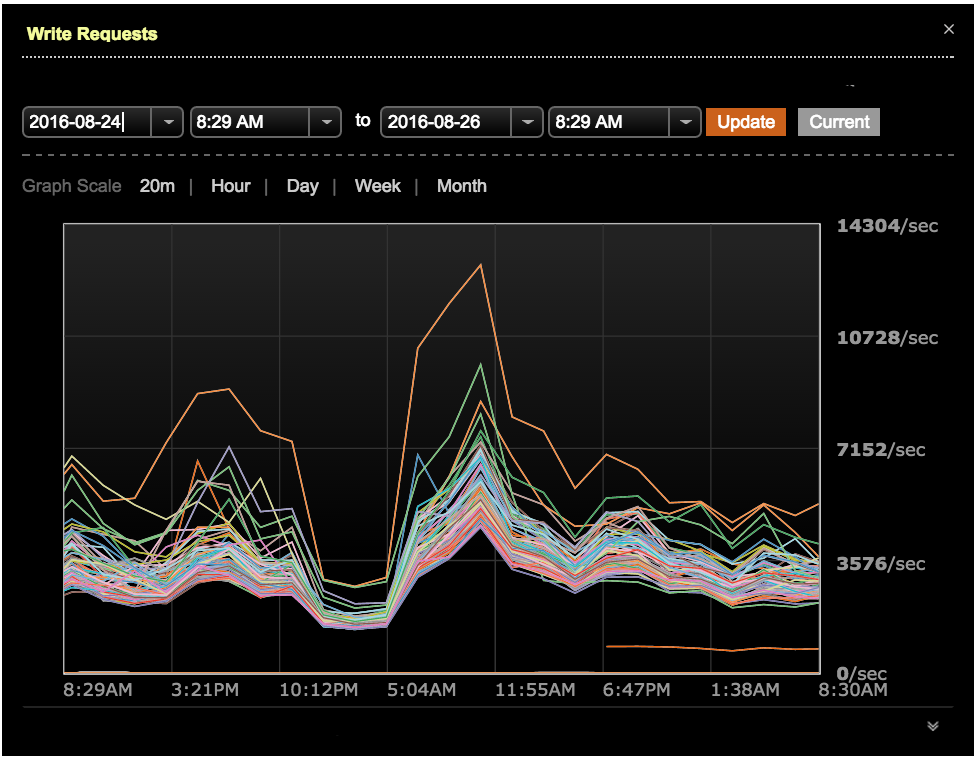 Write Requests ×
2016-08-24 8:29 AM to 2016-08-26 8:29 AM Update Current
Graph Scale 20m | Hour | Day | Week | Month
14304/sec
10728/sec
7152/sec
3576/sec
0/sec
8:29AM 3:21PM 10:12PM 5:04AM 11:55AM 6:47PM 1:38AM 8:30AM